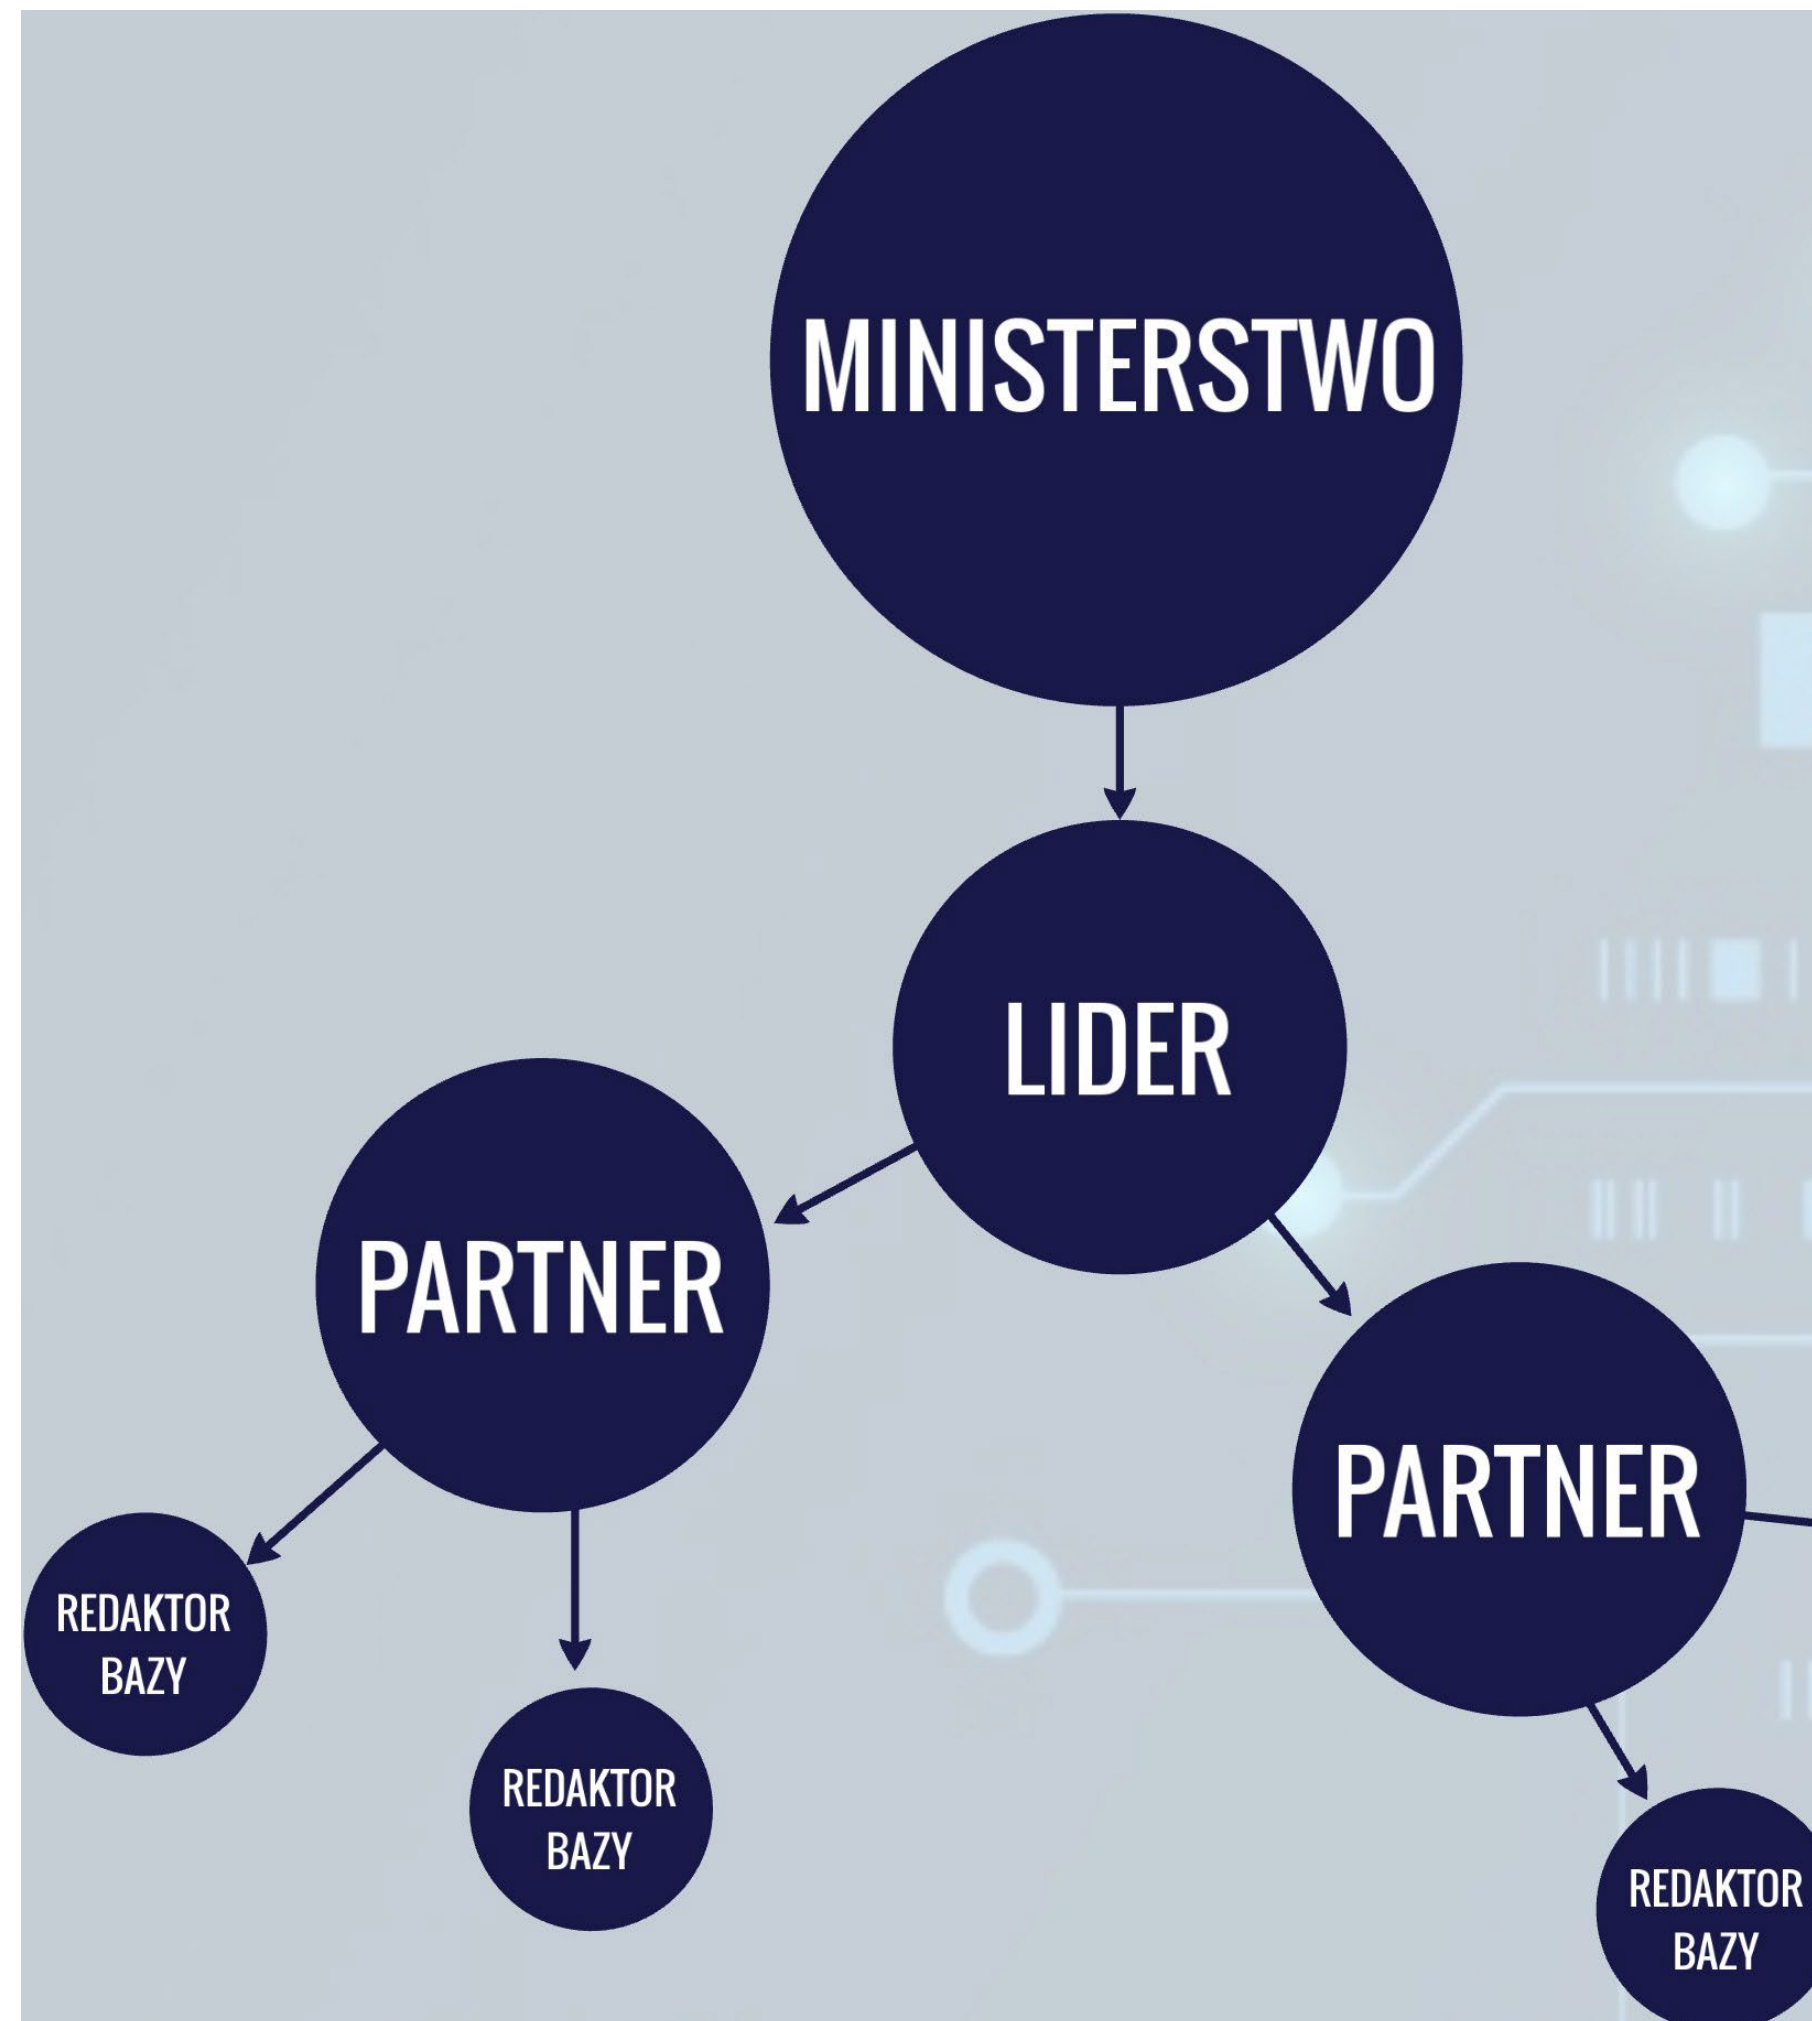 MINISTERSTWO
LIDER
PARTNER
PARTNER
REDAKTOR
BAZY
REDAKTOR
BAZY
REDAKTOR
BAZY